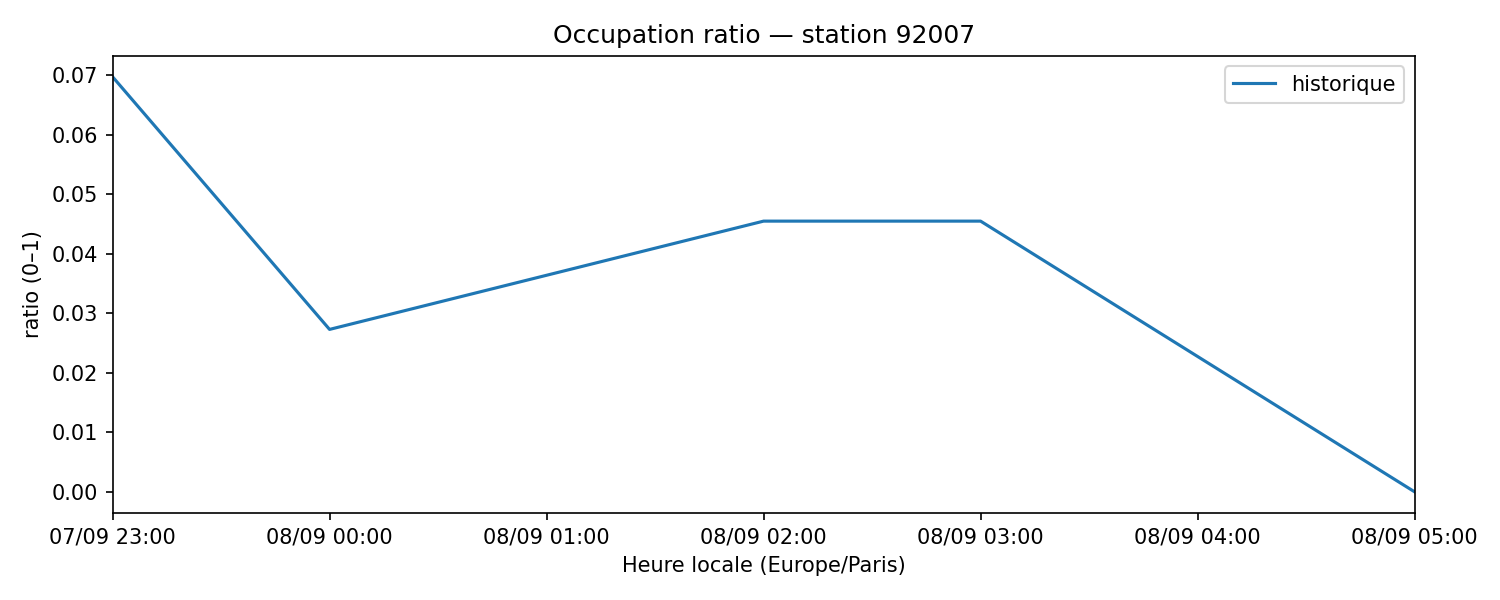 Occupation ratio — station 92007
historique
ratio (0–1)
0.07
0.06
0.05
0.04
0.03
0.02
0.01
0.00
07/09 23:00 08/09 00:00 08/09 01:00 08/09 02:00 08/09 03:00 08/09 04:00 08/09 05:00
Heure locale (Europe/Paris)